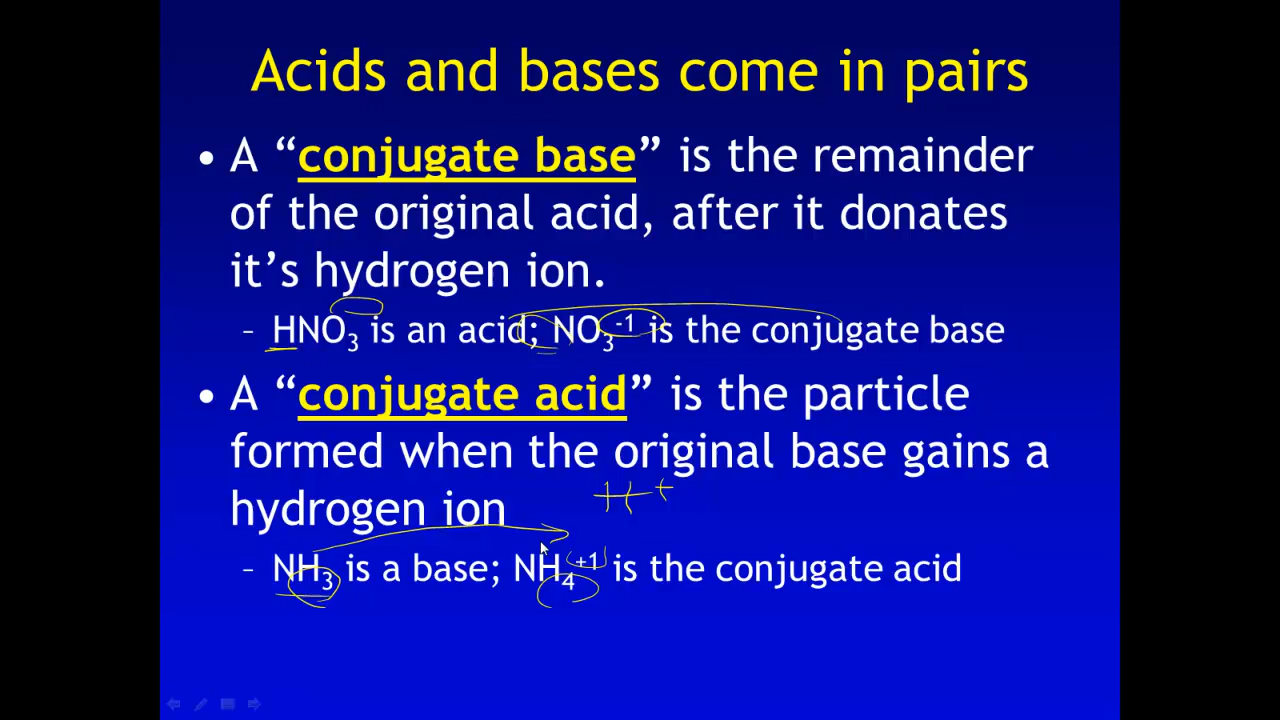 Acids and bases come in pairs
• A “conjugate base” is the remainder
of the original acid, after it donates
it’s hydrogen ion.
– HNO₃ is an acid; NO₃⁻¹ is the conjugate base
• A “conjugate acid” is the particle
formed when the original base gains a
hydrogen ion
H⁺
– NH₃ is a base; NH₄⁺¹ is the conjugate acid